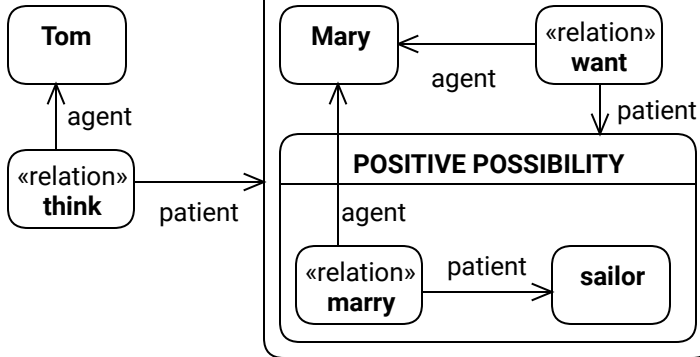 Tom
Mary
«relation»
want
agent
patient
agent
«relation»
think
patient
POSITIVE POSSIBILITY
agent
«relation»
marry
patient
sailor